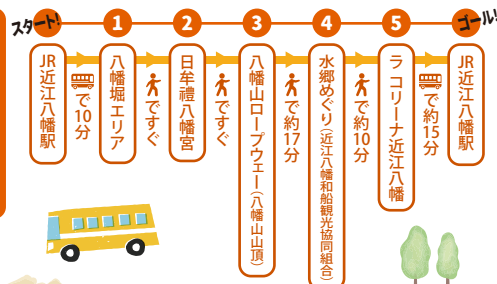 スタート!
JR近江八幡駅
で10分
1
八幡堀エリア
ですぐ
2
日牟禮八幡宮
ですぐ
3
八幡山ロープウェー(八幡山山頂)
で約17分
4
水郷めぐり(近江八幡和船観光協同組合)
で約10分
5
ラ コリーナ近江八幡
で約15分
ゴール!
JR近江八幡駅